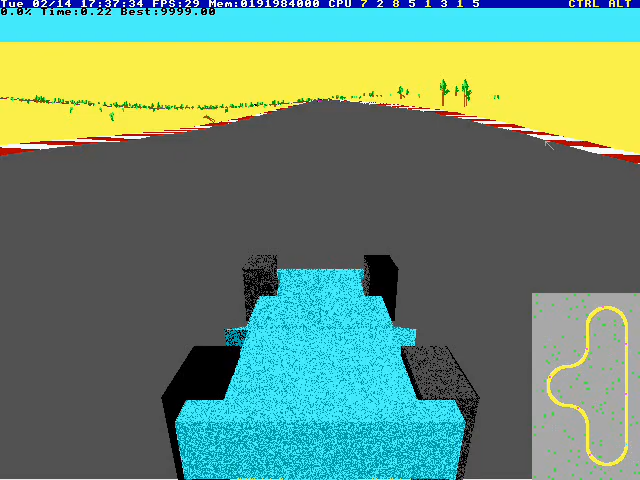 Tue 02/14 17:37:34 FPS:29 Mem:0191984000 CPU 7 2 8 5 1 3 1 5 CTRL ALT
0.0% Time:0.22 Best:9999.00